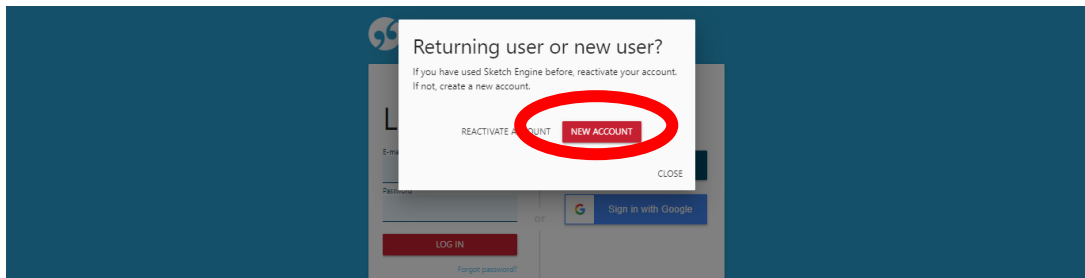 Returning user or new user?
If you have used Sketch Engine before, reactivate your account.
If not, create a new account.
L
REACTIVATE A OUNT
NEW ACCOUNT
E-ma
CLOSE
Password
or
G Sign in with Google
LOG IN
Forgot password?